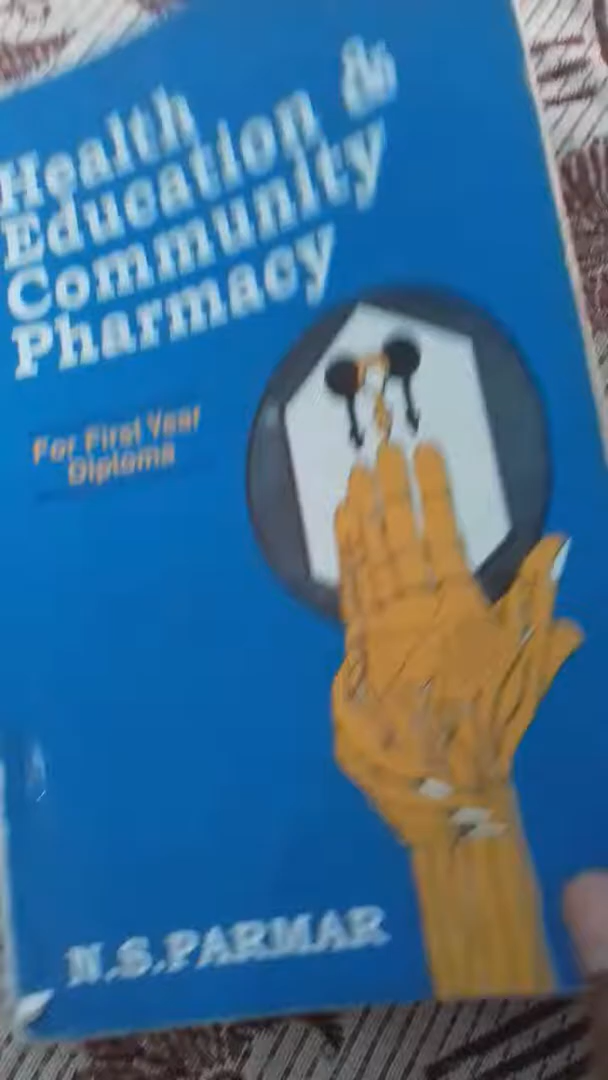 Health
Education &
Community
Pharmacy
For First Year
Diploma
N.S.PARMAR